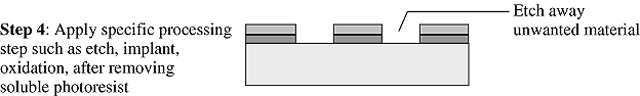 Step 4: Apply specific processing
step such as etch, implant,
oxidation, after removing
soluble photoresist
Etch away
unwanted material